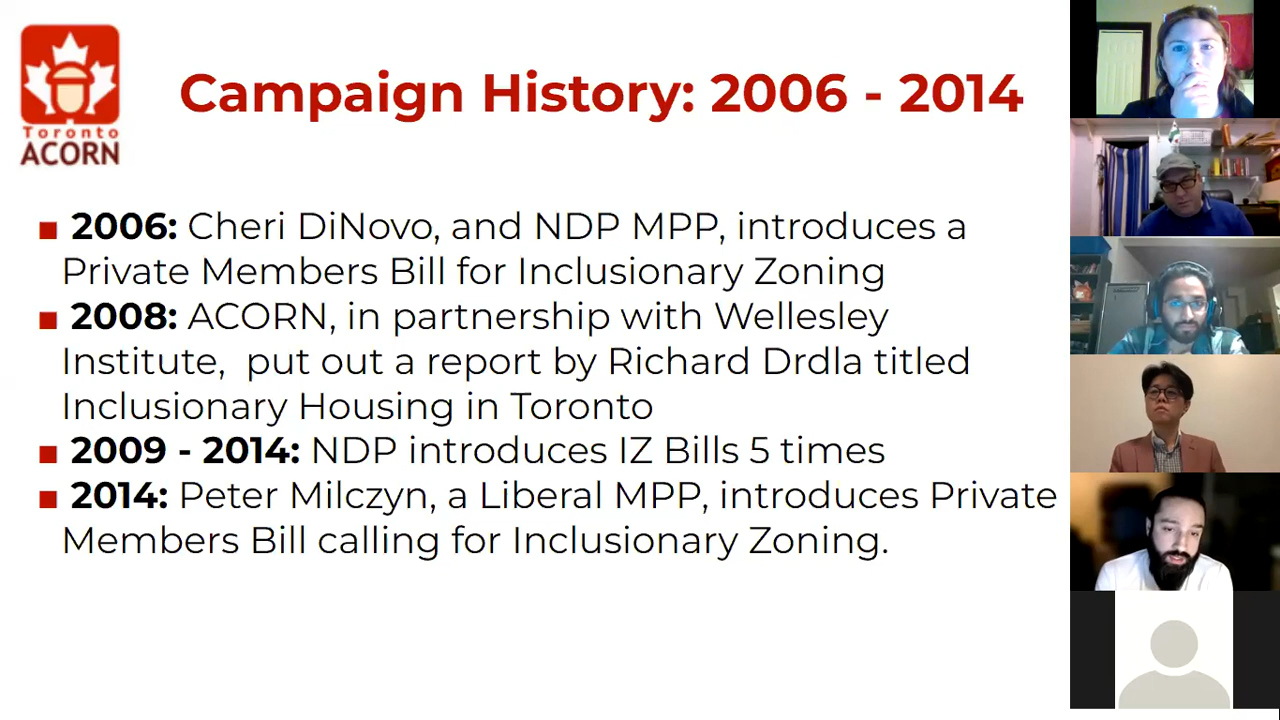 Toronto
ACORN
Campaign History: 2006 - 2014
■ 2006: Cheri DiNovo, and NDP MPP, introduces a
Private Members Bill for Inclusionary Zoning
■ 2008: ACORN, in partnership with Wellesley
Institute,  put out a report by Richard Drdla titled
Inclusionary Housing in Toronto
■ 2009 - 2014: NDP introduces IZ Bills 5 times
■ 2014: Peter Milczyn, a Liberal MPP, introduces Private
Members Bill calling for Inclusionary Zoning.